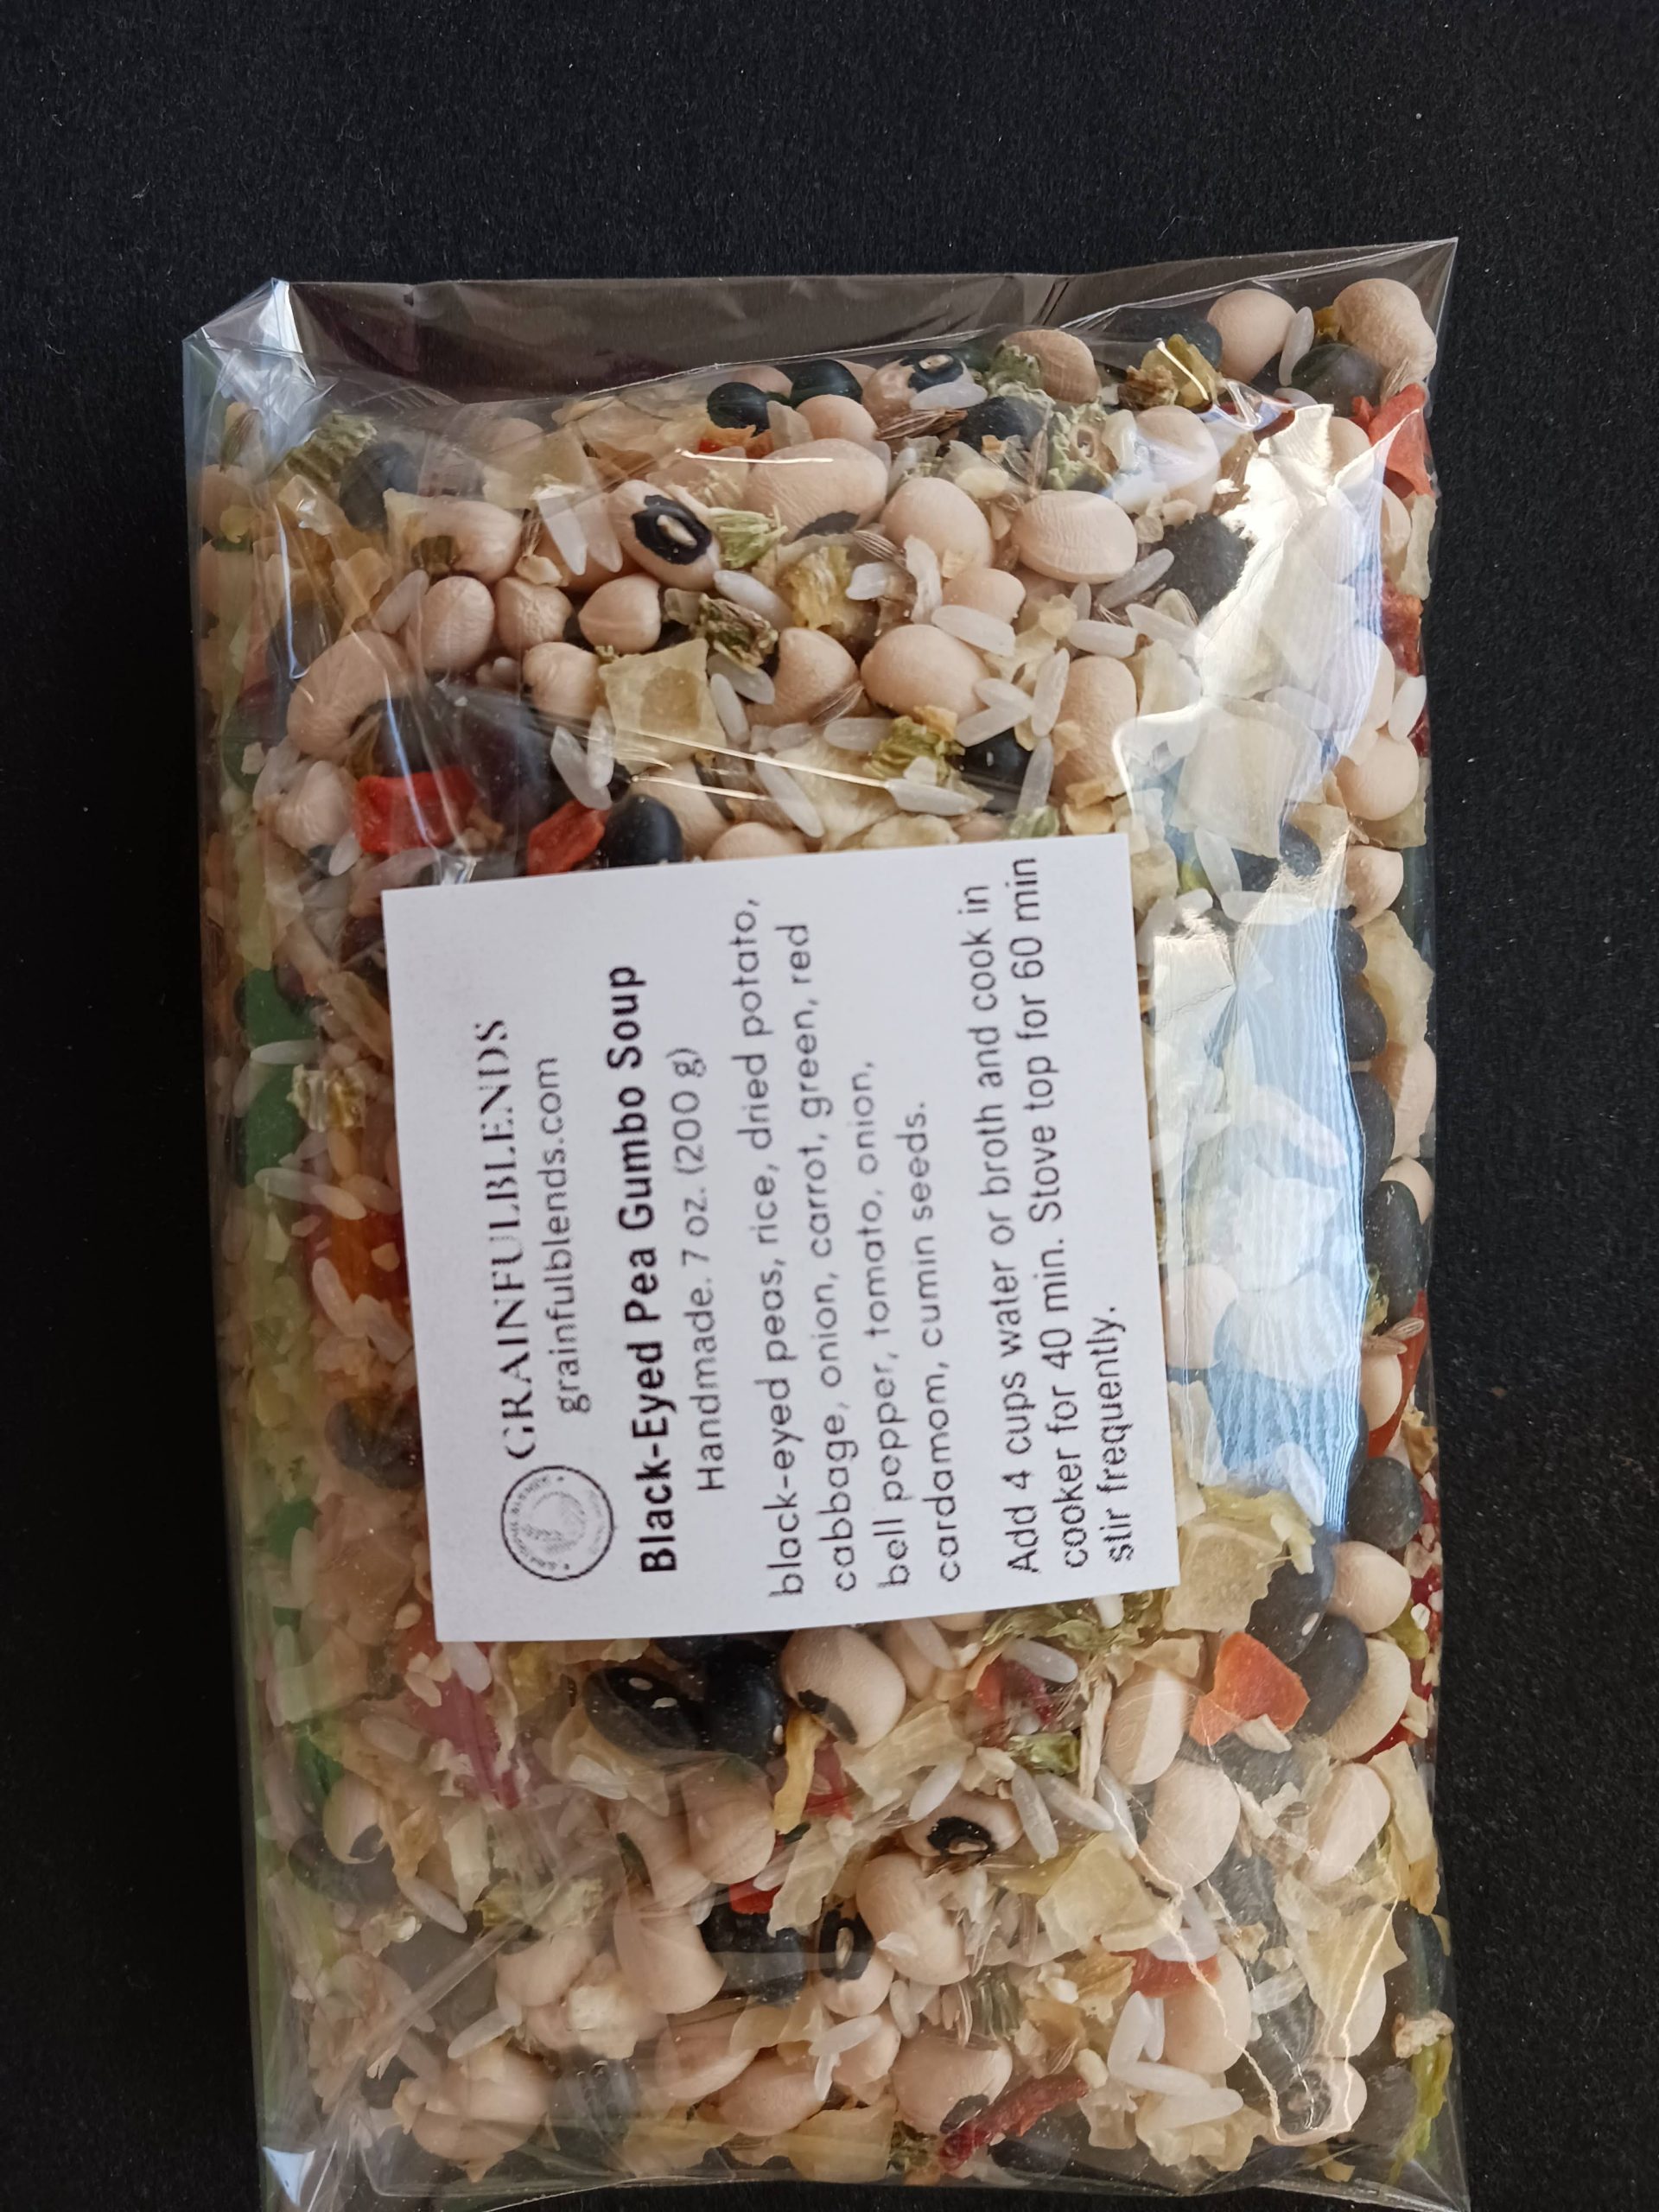 GRAINFULBLENDS
grainfulblends.com
Black-Eyed Pea Gumbo Soup
Handmade. 7 oz. (200 g)
black-eyed peas, rice, dried potato,
cabbage, onion, carrot, green, red
bell pepper, tomato, onion,
cardamom, cumin seeds.
Add 4 cups water or broth and cook in
cooker for 40 min. Stove top for 60 min
stir frequently.